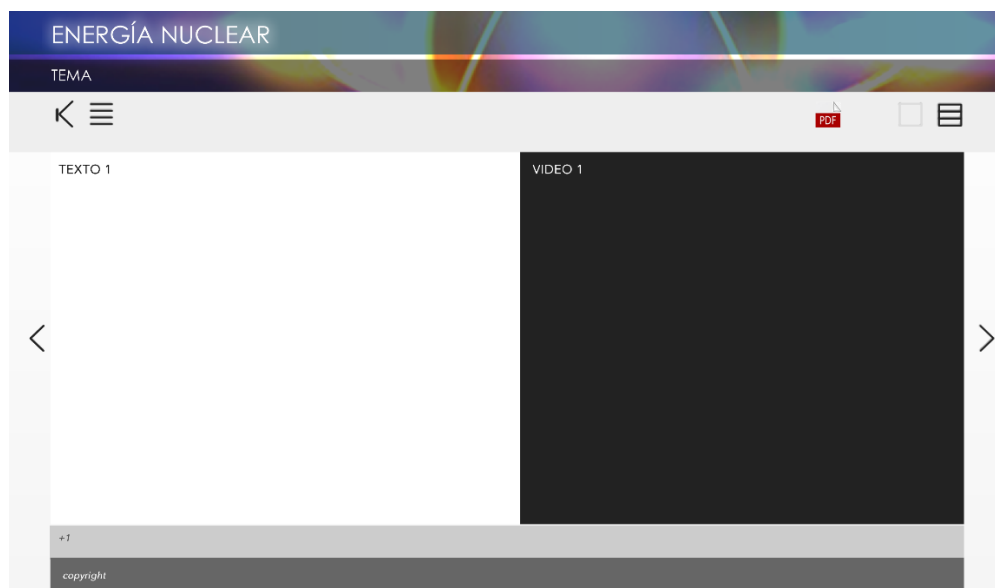 ENERGÍA NUCLEAR
TEMA
PDF
TEXTO 1
VIDEO 1
+1
copyright